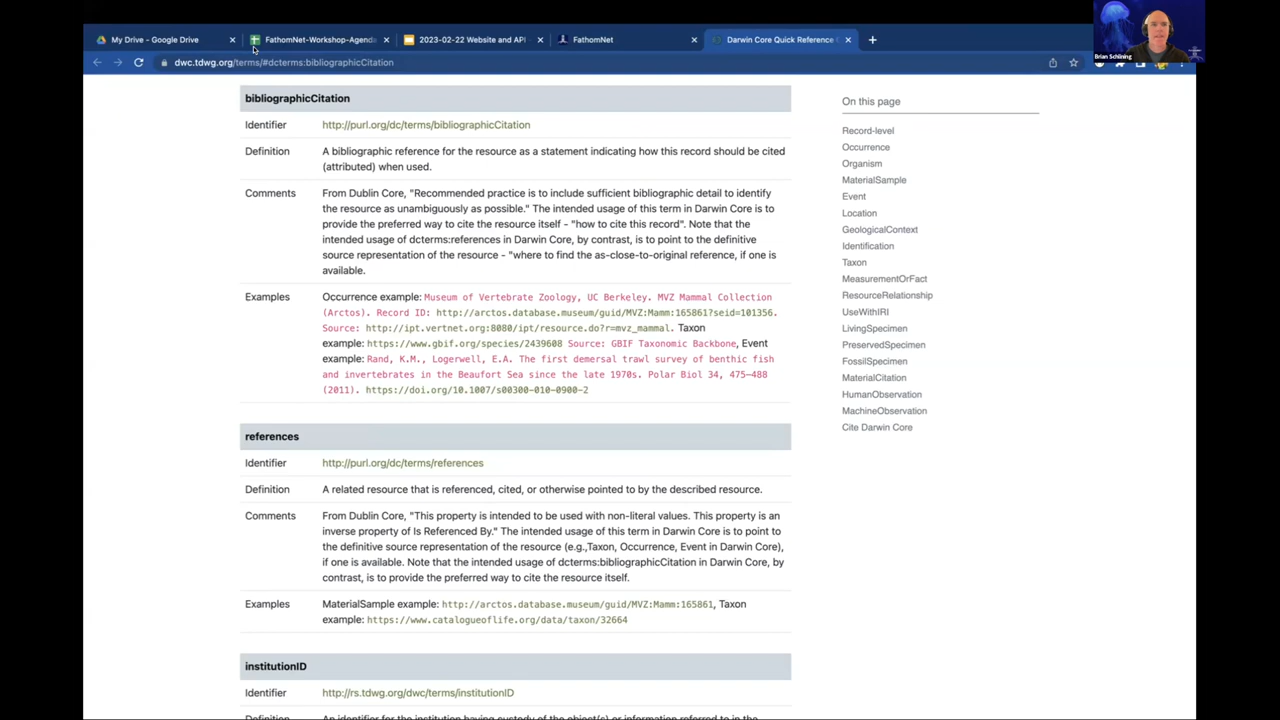 My Drive - Google Drive
FathomNet-Workshop-Agenda
2023-02-22 Website and API
FathomNet
Darwin Core Quick Reference
dwc.tdwg.org/terms/#dcterms:bibliographicCitation
Brian Schlining
bibliographicCitation
Identifier http://purl.org/dc/terms/bibliographicCitation
Definition A bibliographic reference for the resource as a statement indicating how this record should be cited
(attributed) when used.
Comments From Dublin Core, "Recommended practice is to include sufficient bibliographic detail to identify
the resource as unambiguously as possible." The intended usage of this term in Darwin Core is to
provide the preferred way to cite the resource itself - "how to cite this record". Note that the
intended usage of dcterms:references in Darwin Core, by contrast, is to point to the definitive
source representation of the resource - "where to find the as-close-to-original reference, if one is
available.
Examples Occurrence example: Museum of Vertebrate Zoology, UC Berkeley. MVZ Mammal Collection
(Arctos). Record ID: http://arctos.database.museum/guid/MVZ:Mamm:165861?seid=101356.
Source: http://ipt.vertnet.org:8080/ipt/resource.do?r=mvz_mammal. Taxon
example: https://www.gbif.org/species/2439608 Source: GBIF Taxonomic Backbone, Event
example: Rand, K.M., Logerwell, E.A. The first demersal trawl survey of benthic fish
and invertebrates in the Beaufort Sea since the late 1970s. Polar Biol 34, 475–488
(2011). https://doi.org/10.1007/s00300-010-0900-2
references
Identifier http://purl.org/dc/terms/references
Definition A related resource that is referenced, cited, or otherwise pointed to by the described resource.
Comments From Dublin Core, "This property is intended to be used with non-literal values. This property is an
inverse property of Is Referenced By." The intended usage of this term in Darwin Core is to point to
the definitive source representation of the resource (e.g.,Taxon, Occurrence, Event in Darwin Core),
if one is available. Note that the intended usage of dcterms:bibliographicCitation in Darwin Core, by
contrast, is to provide the preferred way to cite the resource itself.
Examples MaterialSample example: http://arctos.database.museum/guid/MVZ:Mamm:165861, Taxon
example: https://www.catalogueoflife.org/data/taxon/32664
institutionID
Identifier http://rs.tdwg.org/dwc/terms/institutionID
Definition An identifier for the institution having custody of the object(s) or information referred to in the
On this page
Record-level
Occurrence
Organism
MaterialSample
Event
Location
GeologicalContext
Identification
Taxon
MeasurementOrFact
ResourceRelationship
UseWithIRI
LivingSpecimen
PreservedSpecimen
FossilSpecimen
MaterialCitation
HumanObservation
MachineObservation
Cite Darwin Core